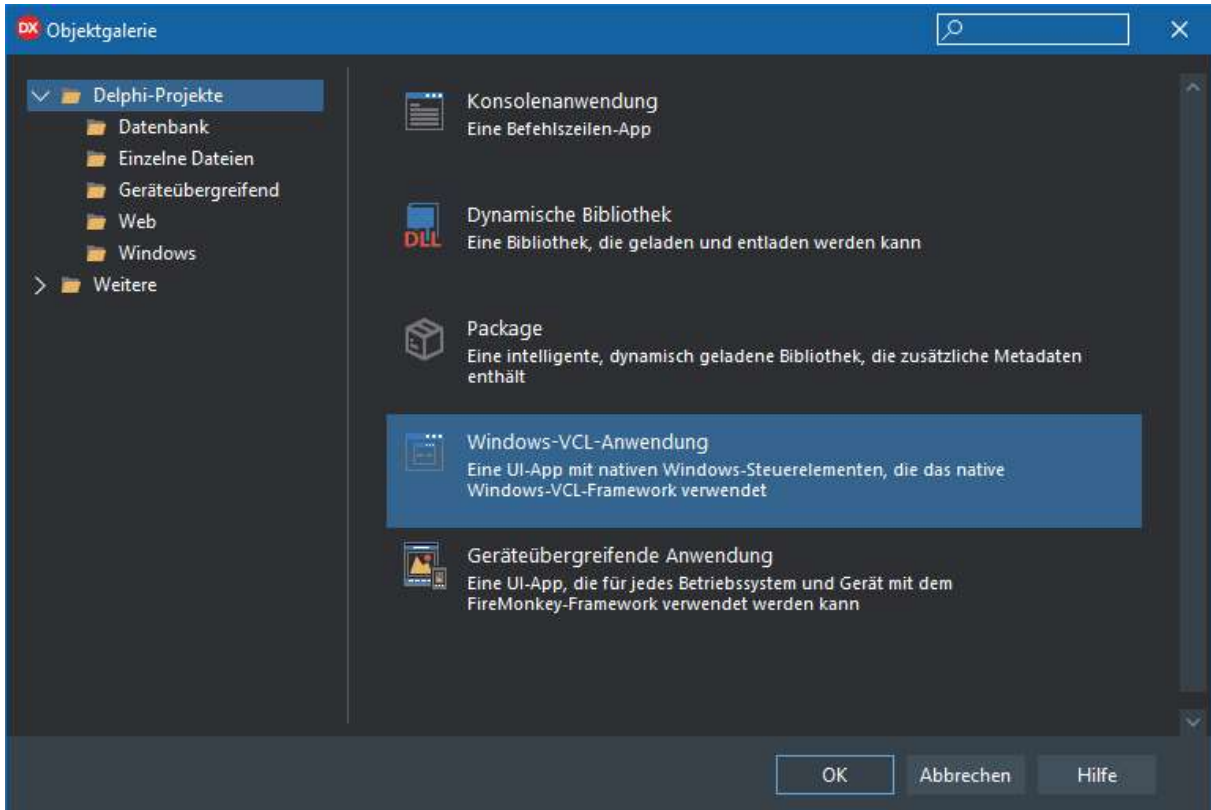 DX Objektgalerie
Delphi-Projekte
Datenbank
Einzelne Dateien
Geräteübergreifend
Web
Windows
Weitere
Konsolenanwendung
Eine Befehlszeilen-App
DLL
Dynamische Bibliothek
Eine Bibliothek, die geladen und entladen werden kann
Package
Eine intelligente, dynamisch geladene Bibliothek, die zusätzliche Metadaten
enthält
Windows-VCL-Anwendung
Eine UI-App mit nativen Windows-Steuerelementen, die das native
Windows-VCL-Framework verwendet
Geräteübergreifende Anwendung
Eine UI-App, die für jedes Betriebssystem und Gerät mit dem
FireMonkey-Framework verwendet werden kann
OK
Abbrechen
Hilfe